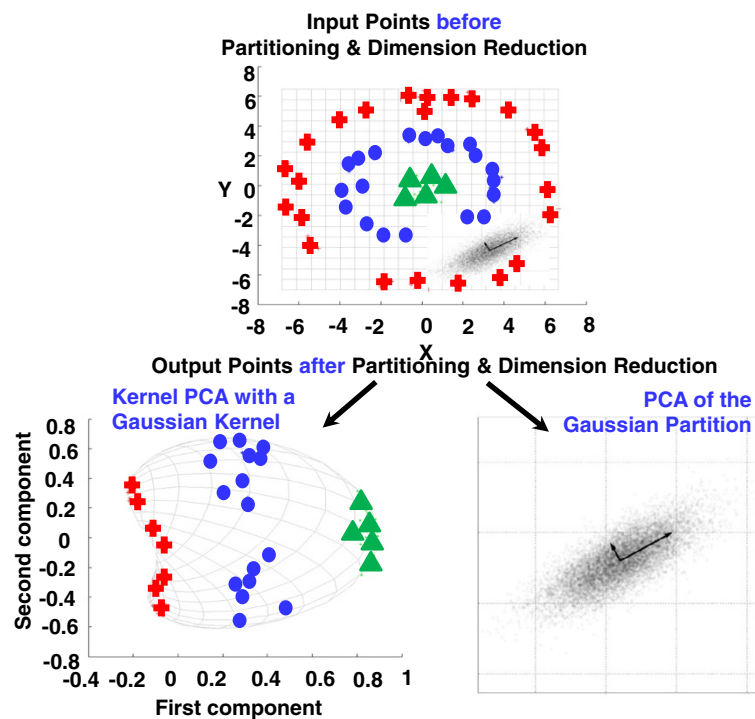 Input Points before
Partitioning & Dimension Reduction
8
6
4
2
Y 0
-2
-4
-6
-8
-8 -6 -4 -2 0 2 4 6 8
X
Output Points after Partitioning & Dimension Reduction
Kernel PCA with a
Gaussian Kernel
PCA of the
Gaussian Partition
Second component
0.8
0.6
0.4
0.2
0
-0.2
-0.4
-0.6
-0.8
-0.4 -0.2 0 0.2 0.4 0.6 0.8 1
First component